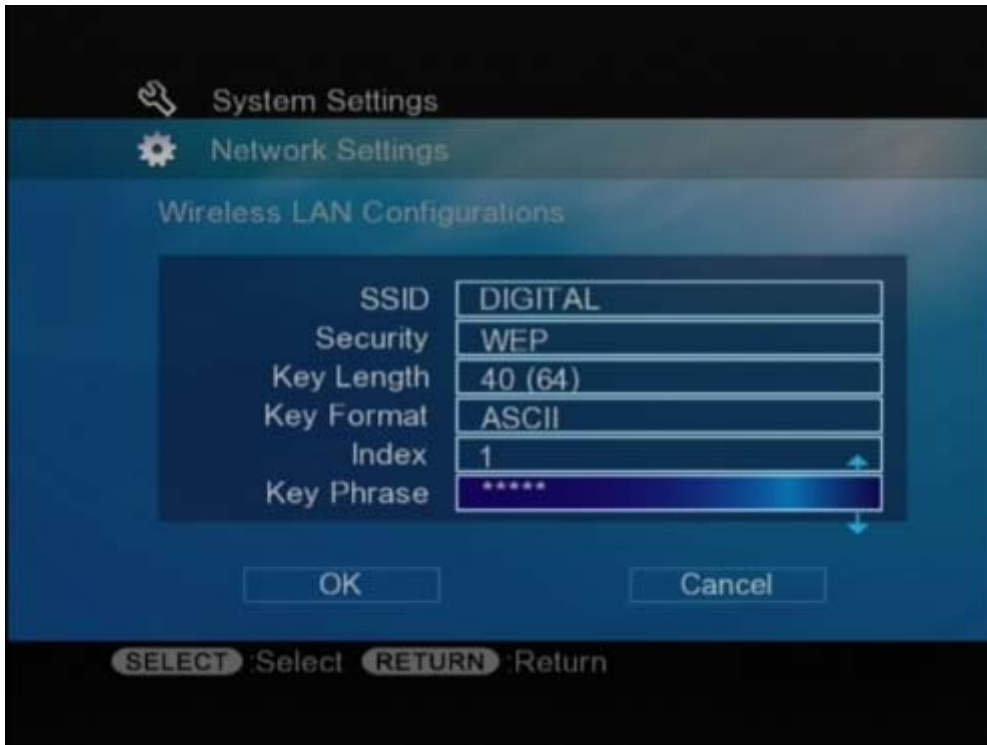 System Settings
Network Settings
Wireless LAN Configurations
SSID DIGITAL
Security WEP
Key Length 40 (64)
Key Format ASCII
Index 1
Key Phrase *****
OK Cancel
SELECT :Select RETURN :Return